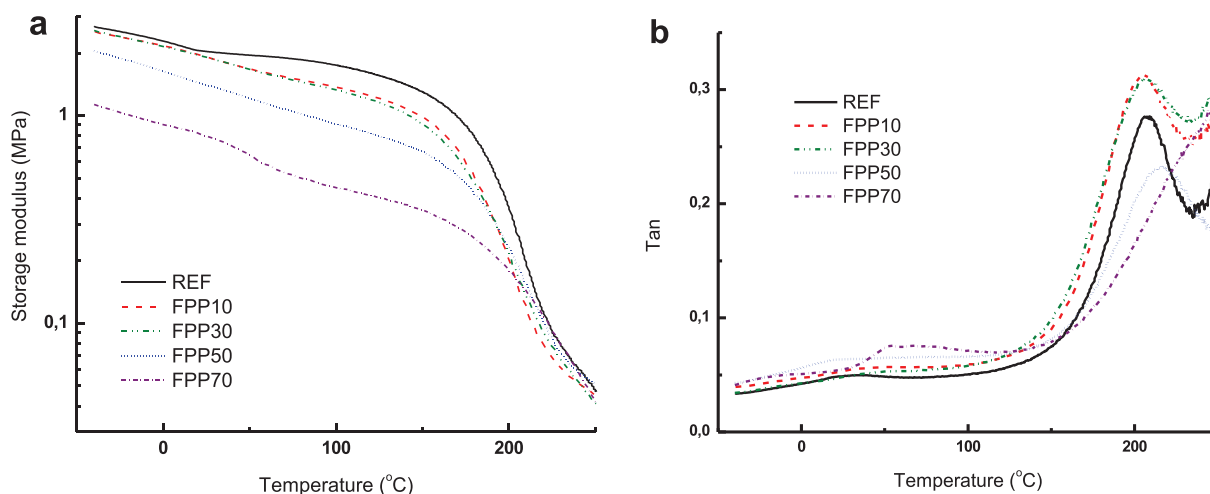 a
Storage modulus (MPa)
1
0,1
REF
FPP10
FPP30
FPP50
FPP70
0
100
200
Temperature (°C)
b
Tan
0,3
0,2
0,1
0,0
REF
FPP10
FPP30
FPP50
FPP70
0
100
200
Temperature (°C)